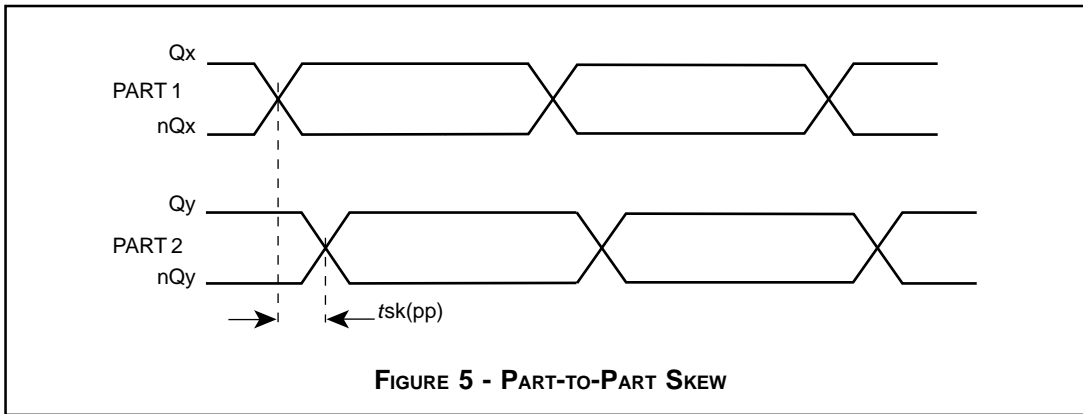 Qx
PART 1
nQx
Qy
PART 2
nQy
tsk(pp)
FIGURE 5 - PART-TO-PART SKEW